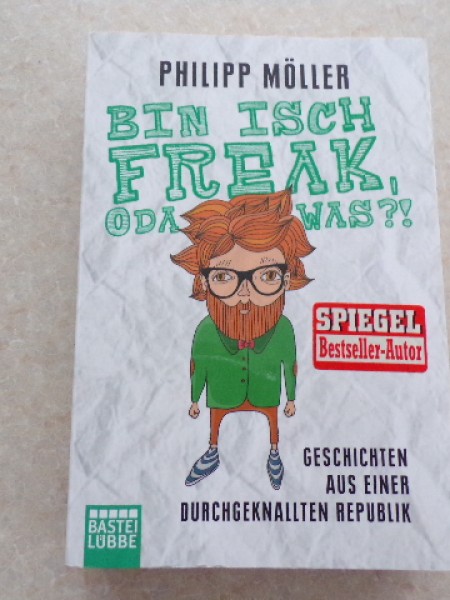 PHILIPP MÖLLER
BIN ISCH
FREAK,
ODA WAS?!
SPIEGEL
Bestseller-Autor
GESCHICHTEN
AUS EINER
DURCHGEKNALLTEN REPUBLIK
BASTEI
LÜBBE